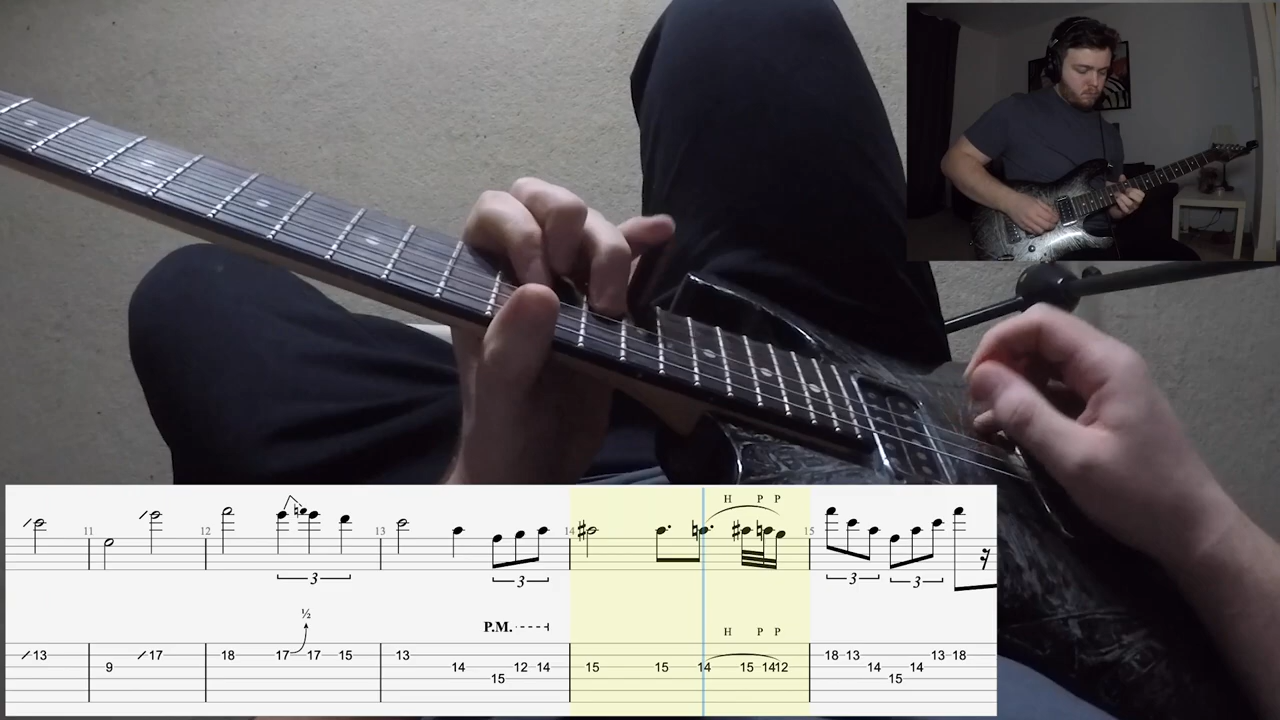 H P P
11 12 13 14 15
3 3 3 3
½
P.M.
H P P
13 17 18 17 17 15 13 18 13 13 18
9 14 12 14 15 15 14 15 14 12 14 14
15 15